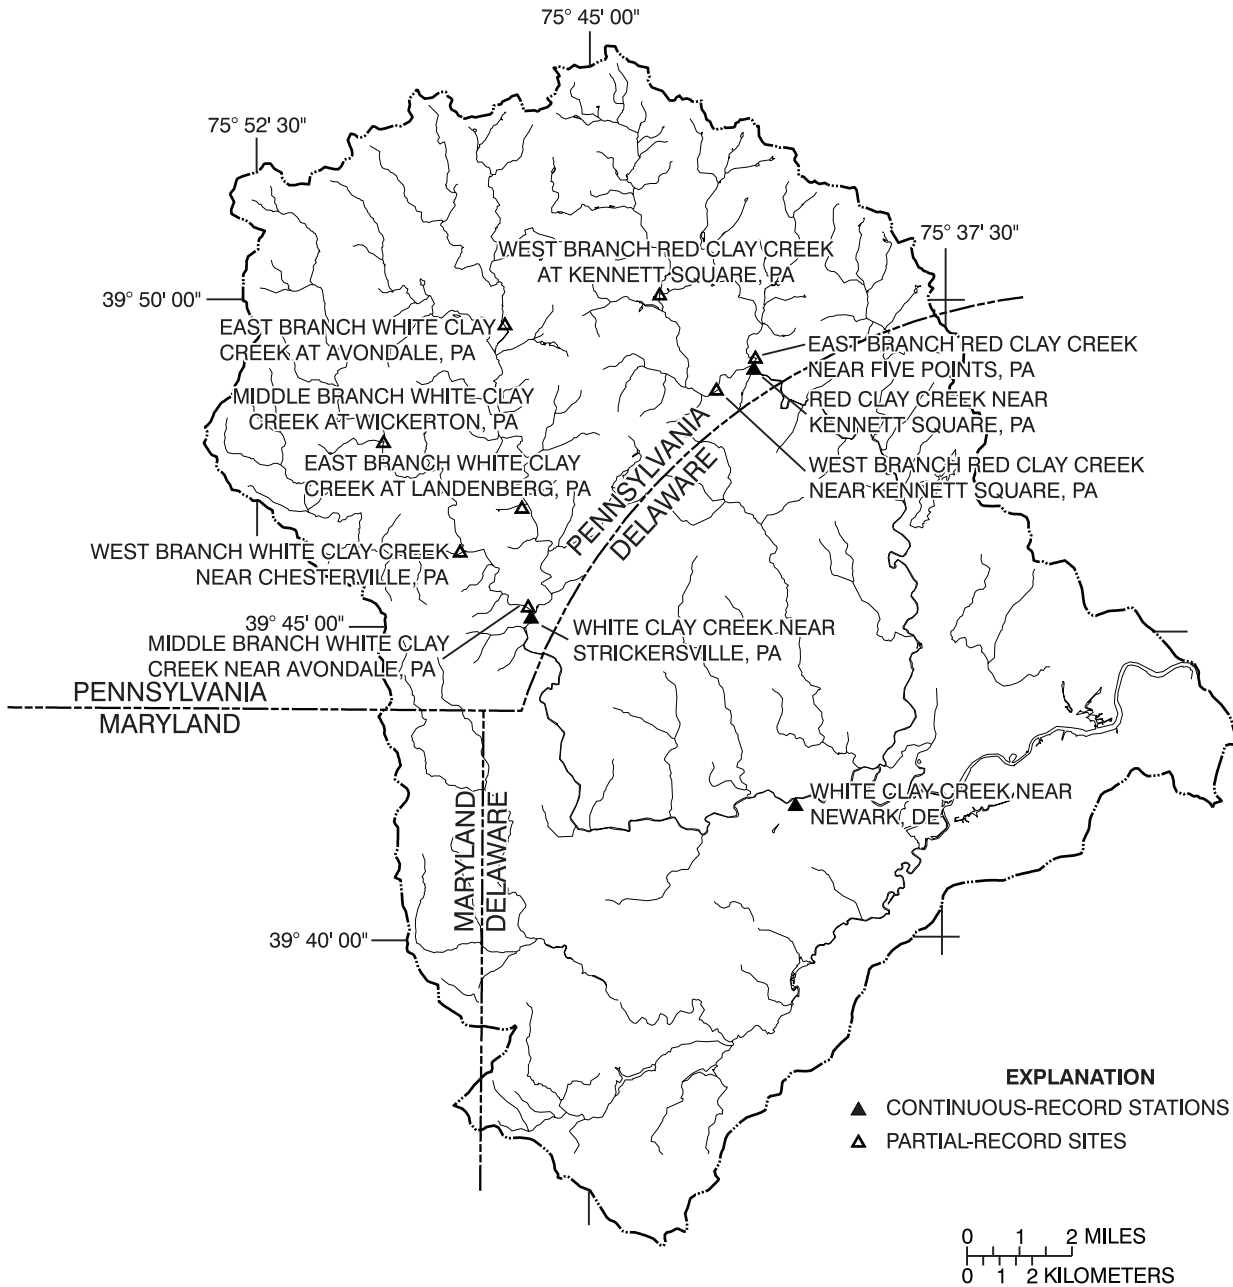 75° 45' 00"
75° 52' 30"
75° 37' 30"
WEST BRANCH RED CLAY CREEK
AT KENNETT SQUARE, PA
39° 50' 00"
EAST BRANCH WHITE CLAY
CREEK AT AVONDALE, PA
EAST BRANCH RED CLAY CREEK
NEAR FIVE POINTS, PA
MIDDLE BRANCH WHITE CLAY
CREEK AT WICKERTON, PA
RED CLAY CREEK NEAR
KENNETT SQUARE, PA
EAST BRANCH WHITE CLAY
CREEK AT LANDENBERG, PA
WEST BRANCH RED CLAY CREEK
NEAR KENNETT SQUARE, PA
PENNSYLVANIA
DELAWARE
WEST BRANCH WHITE CLAY CREEK
NEAR CHESTERVILLE, PA
39° 45' 00"
MIDDLE BRANCH WHITE CLAY
CREEK NEAR AVONDALE, PA
WHITE CLAY CREEK NEAR
STRICKERSVILLE, PA
PENNSYLVANIA
MARYLAND
MARYLAND
DELAWARE
WHITE CLAY CREEK NEAR
NEWARK, DE
39° 40' 00"
EXPLANATION
CONTINUOUS-RECORD STATIONS
PARTIAL-RECORD SITES
0 1 2 MILES
0 1 2 KILOMETERS